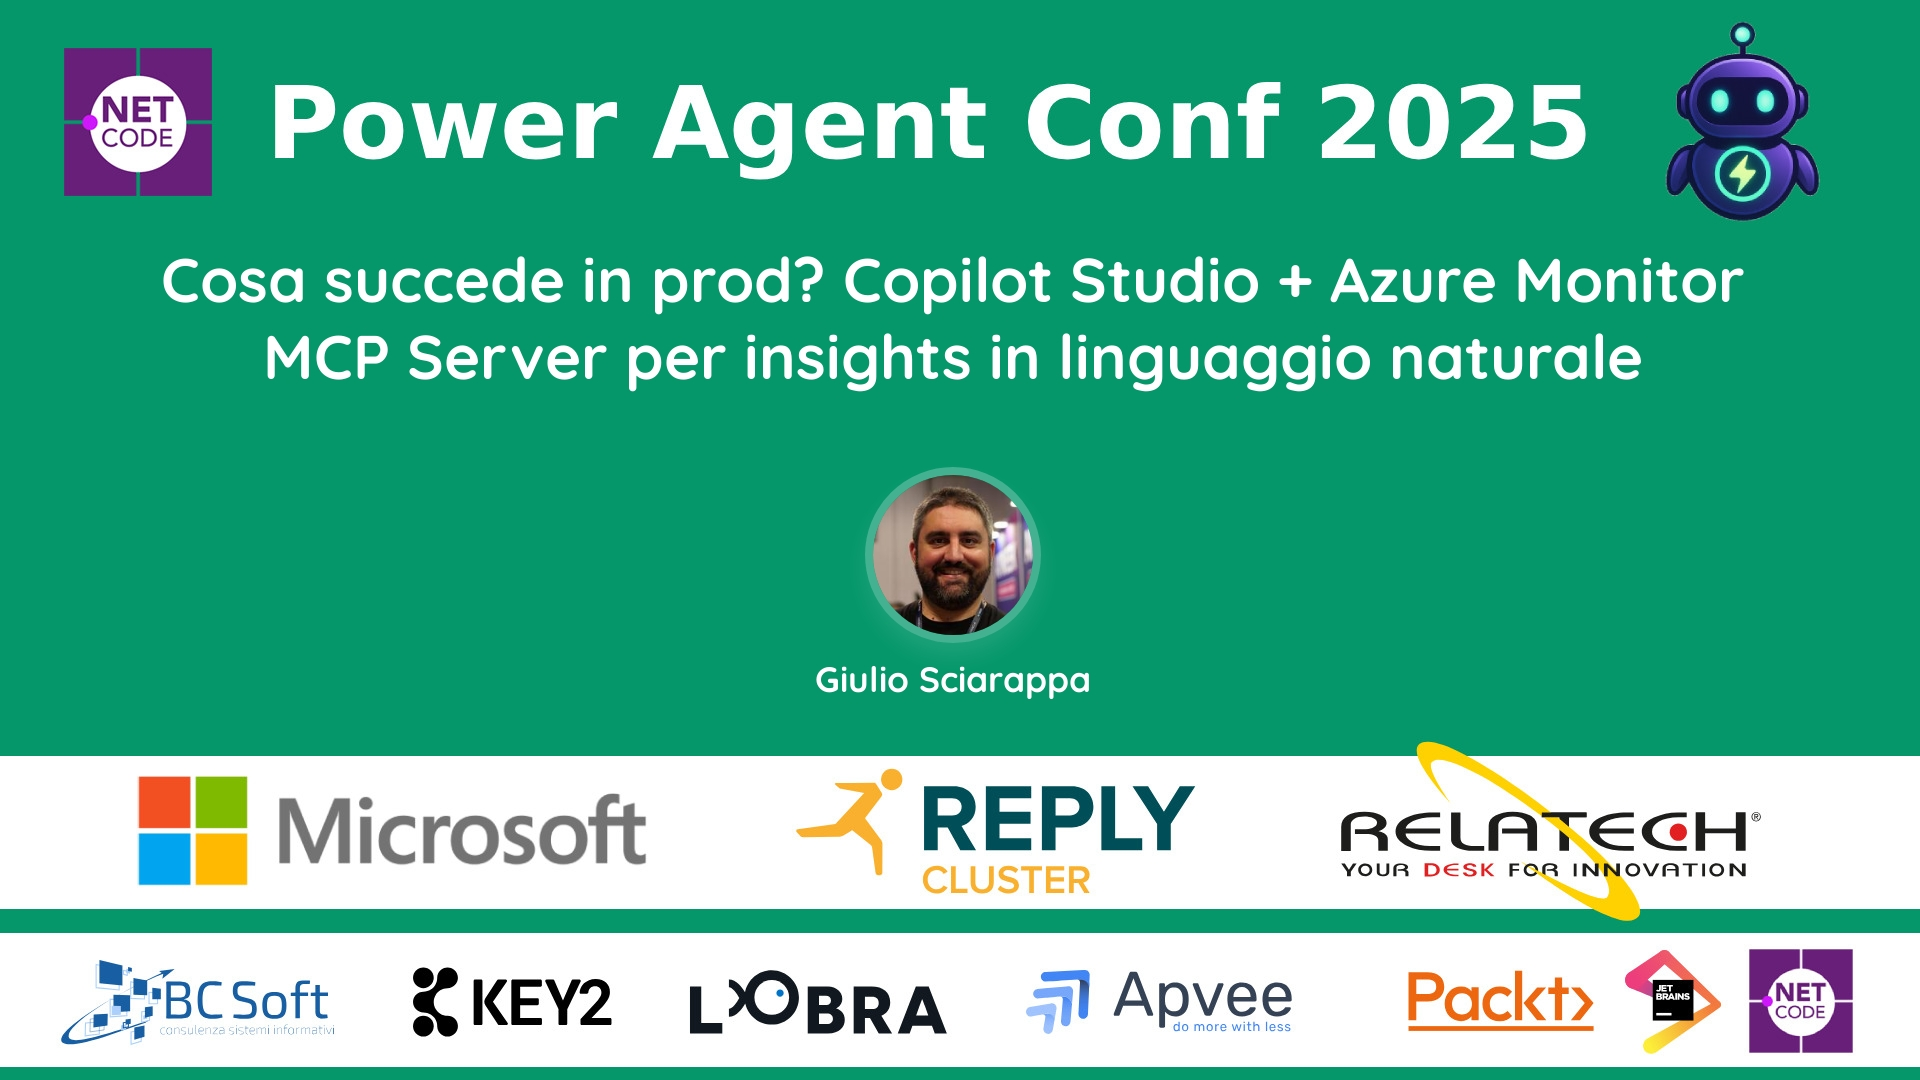 NET
CODE
Power Agent Conf 2025
Cosa succede in prod? Copilot Studio + Azure Monitor
MCP Server per insights in linguaggio naturale
Giulio Sciarappa
Microsoft
REPLY
CLUSTER
RELATECH®
YOUR DESK FOR INNOVATION
BC Soft
consulenza sistemi informativi
KEY2
LOBRA
Apvee
do more with less
Packt
JET
BRAINS
NET
CODE